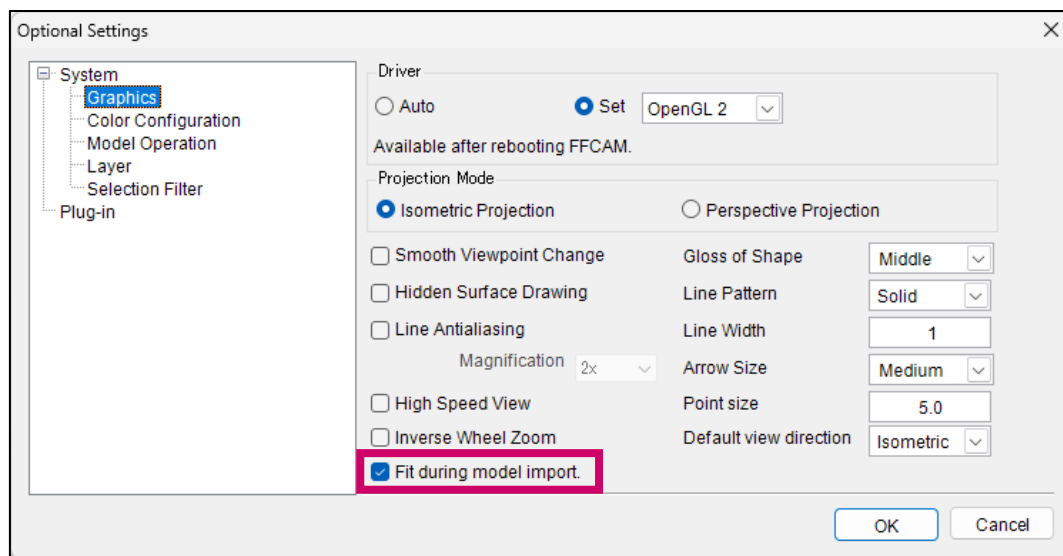 Optional Settings
System
Graphics
Color Configuration
Model Operation
Layer
Selection Filter
Plug-in
Driver
Auto
Set
OpenGL 2
Available after rebooting FFCAM.
Projection Mode
Isometric Projection
Perspective Projection
Smooth Viewpoint Change
Gloss of Shape
Middle
Hidden Surface Drawing
Line Pattern
Solid
Line Antialiasing
Line Width
1
Magnification
2x
Arrow Size
Medium
High Speed View
Point size
5.0
Inverse Wheel Zoom
Default view direction
Isometric
Fit during model import.
OK
Cancel